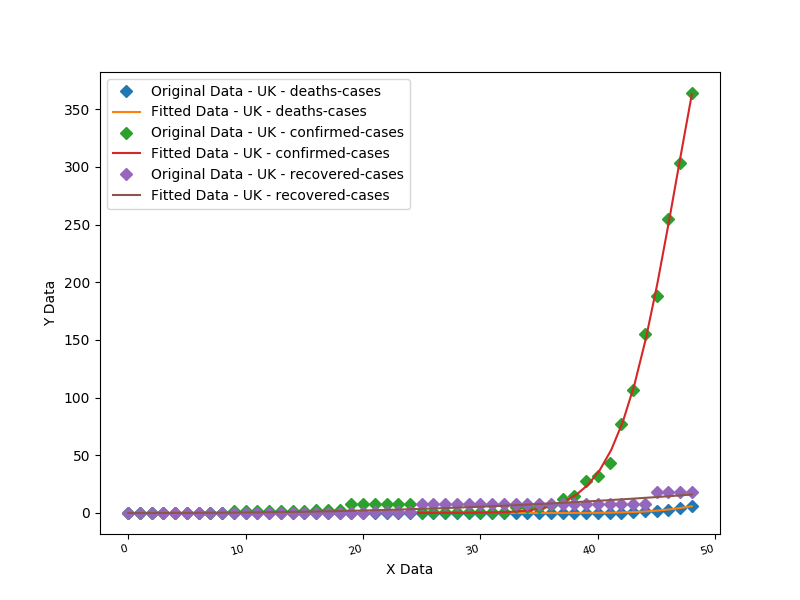 Original Data - UK - deaths-cases
Fitted Data - UK - deaths-cases
Original Data - UK - confirmed-cases
Fitted Data - UK - confirmed-cases
Original Data - UK - recovered-cases
Fitted Data - UK - recovered-cases
350
300
250
200
150
100
50
0
Y Data
0 10 20 30 40 50
X Data